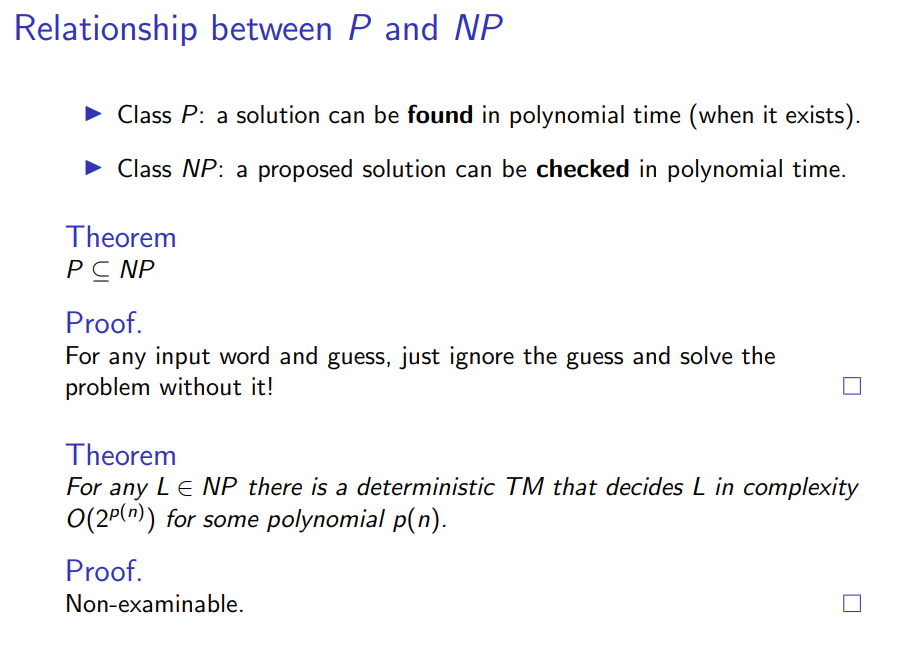 Relationship between P and NP
▶ Class P: a solution can be found in polynomial time (when it exists).
▶ Class NP: a proposed solution can be checked in polynomial time.
Theorem
P ⊆ NP
Proof.
For any input word and guess, just ignore the guess and solve the
problem without it! □
Theorem
For any L ∈ NP there is a deterministic TM that decides L in complexity
O(2^{p(n)}) for some polynomial p(n).
Proof.
Non-examinable. □